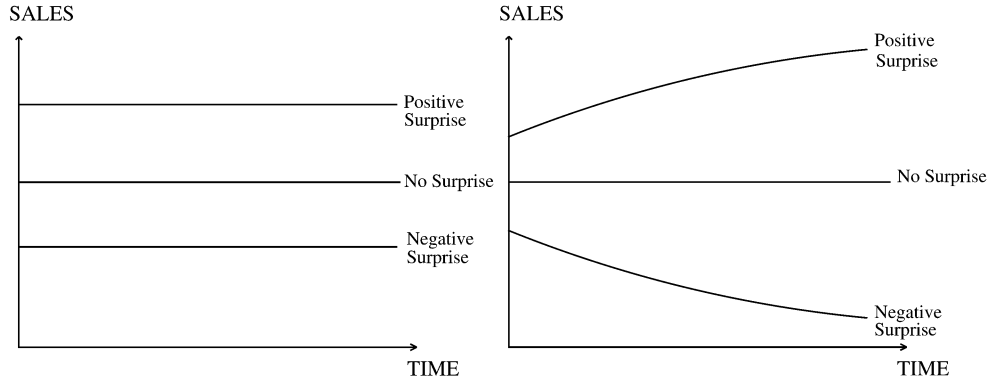 SALES
Positive
Surprise
No Surprise
Negative
Surprise
TIME
SALES
Positive
Surprise
No Surprise
Negative
Surprise
TIME